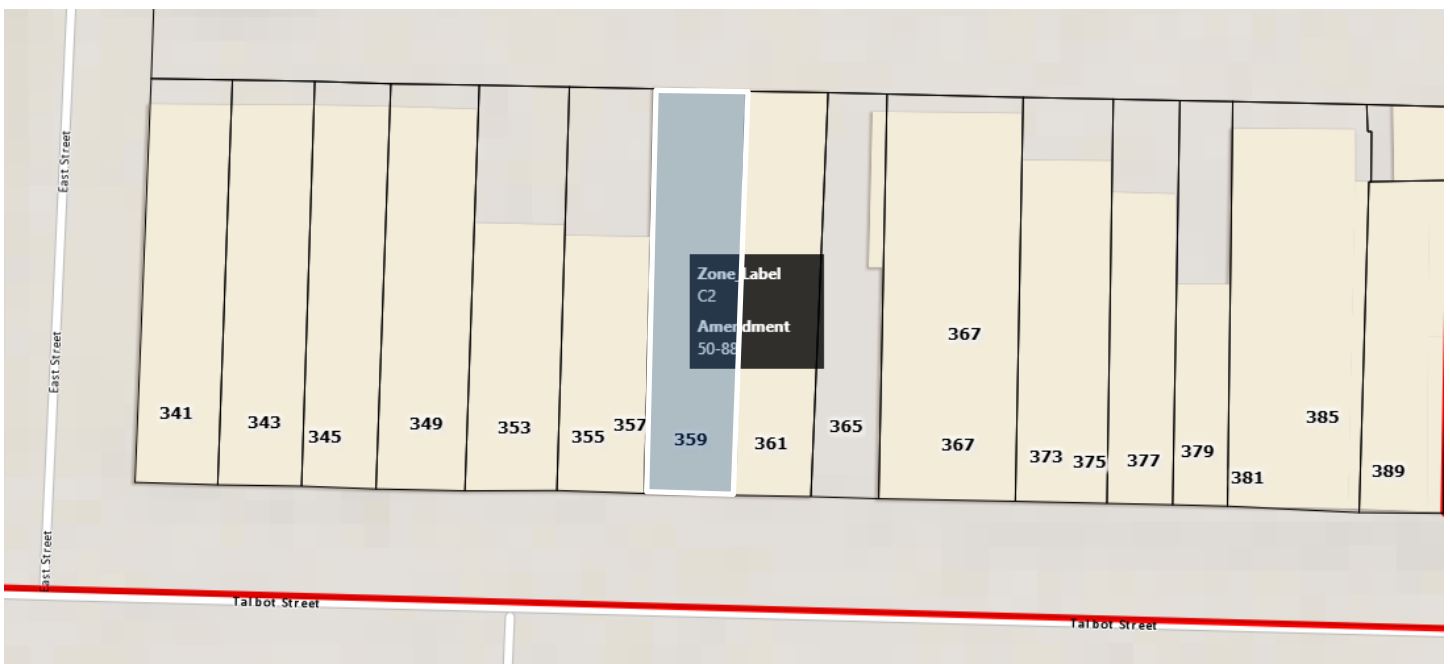 East Street
East Street
East Street
Zone_Label
C2
Amendment
50-88
367
341
343
345
349
353
355
357
359
361
365
367
373
375
377
379
381
385
389
Talbot Street
Talbot Street